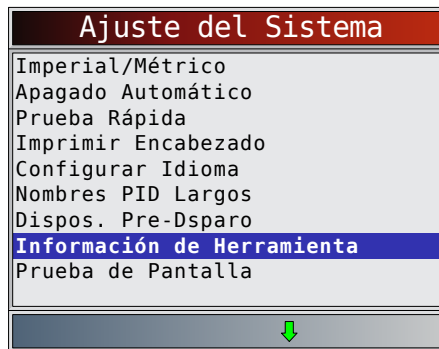 Ajuste del Sistema
Imperial/Métrico
Apagado Automático
Prueba Rápida
Imprimir Encabezado
Configurar Idioma
Nombres PID Largos
Dispos. Pre-Dsparo
Información de Herramienta
Prueba de Pantalla